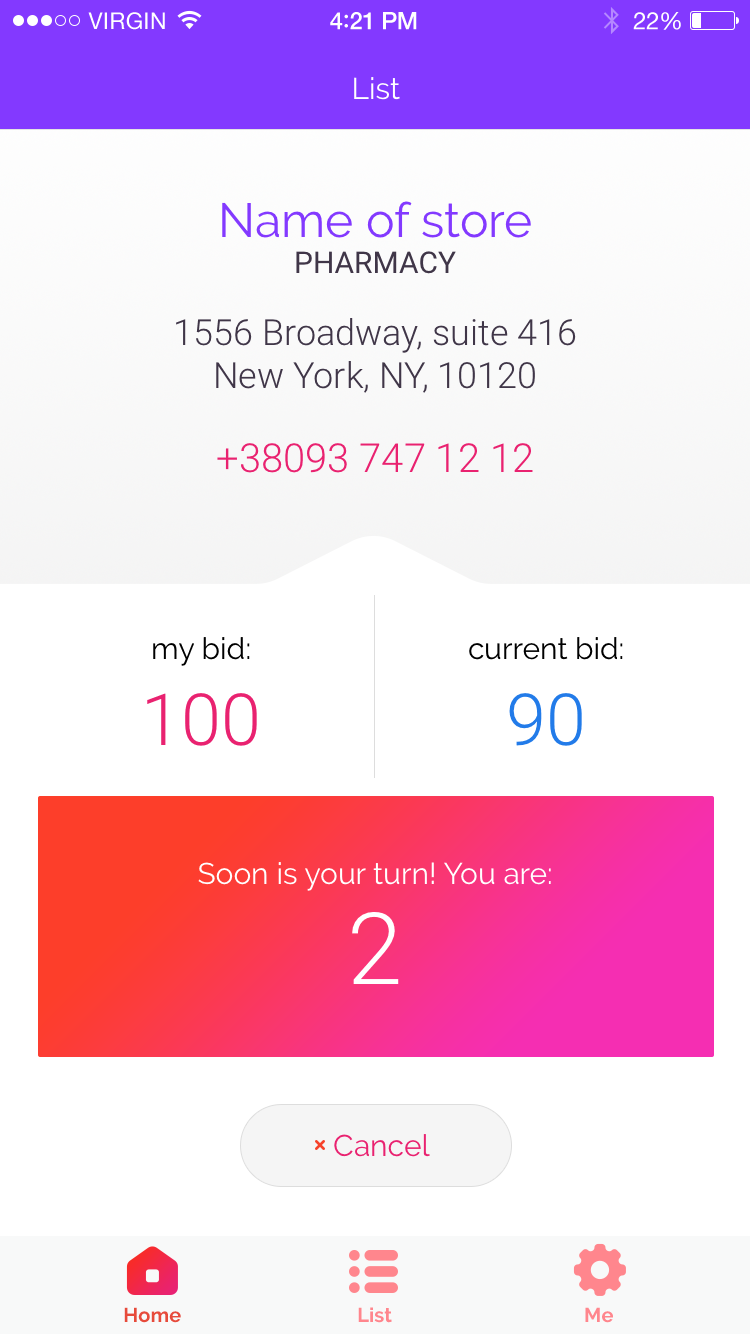 VIRGIN 4:21 PM 22%
List
Name of store
PHARMACY
1556 Broadway, suite 416
New York, NY, 10120
+38093 747 12 12
my bid: current bid:
100 90
Soon is your turn! You are:
2
× Cancel
Home List Me